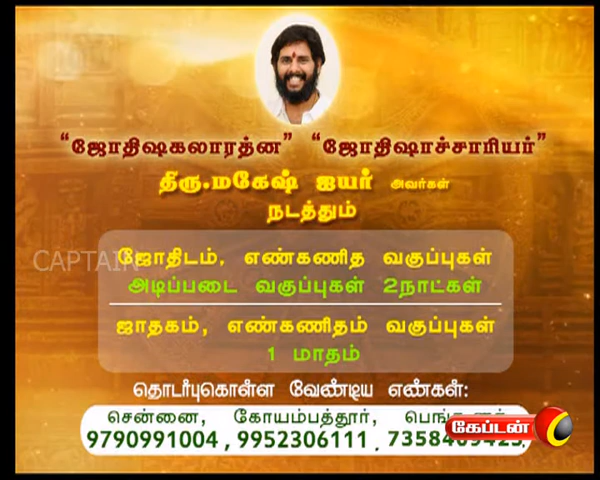 “ஜோதிஷகலாரத்ன” “ஜோதிஷாச்சாரியர்”
திரு.மகேஷ் ஐயர் அவர்கள்
நடத்தும்
CAPTAIN
ஜோதிடம், எண்கணித வகுப்புகள்
அடிப்படை வகுப்புகள் 2நாட்கள்
ஜாதகம், எண்கணிதம் வகுப்புகள்
1 மாதம்
தொடர்புகொள்ள வேண்டிய எண்கள்:
சென்னை, கோயம்பத்தூர்,
9790991004 , 9952306111 ,
கேப்டன்